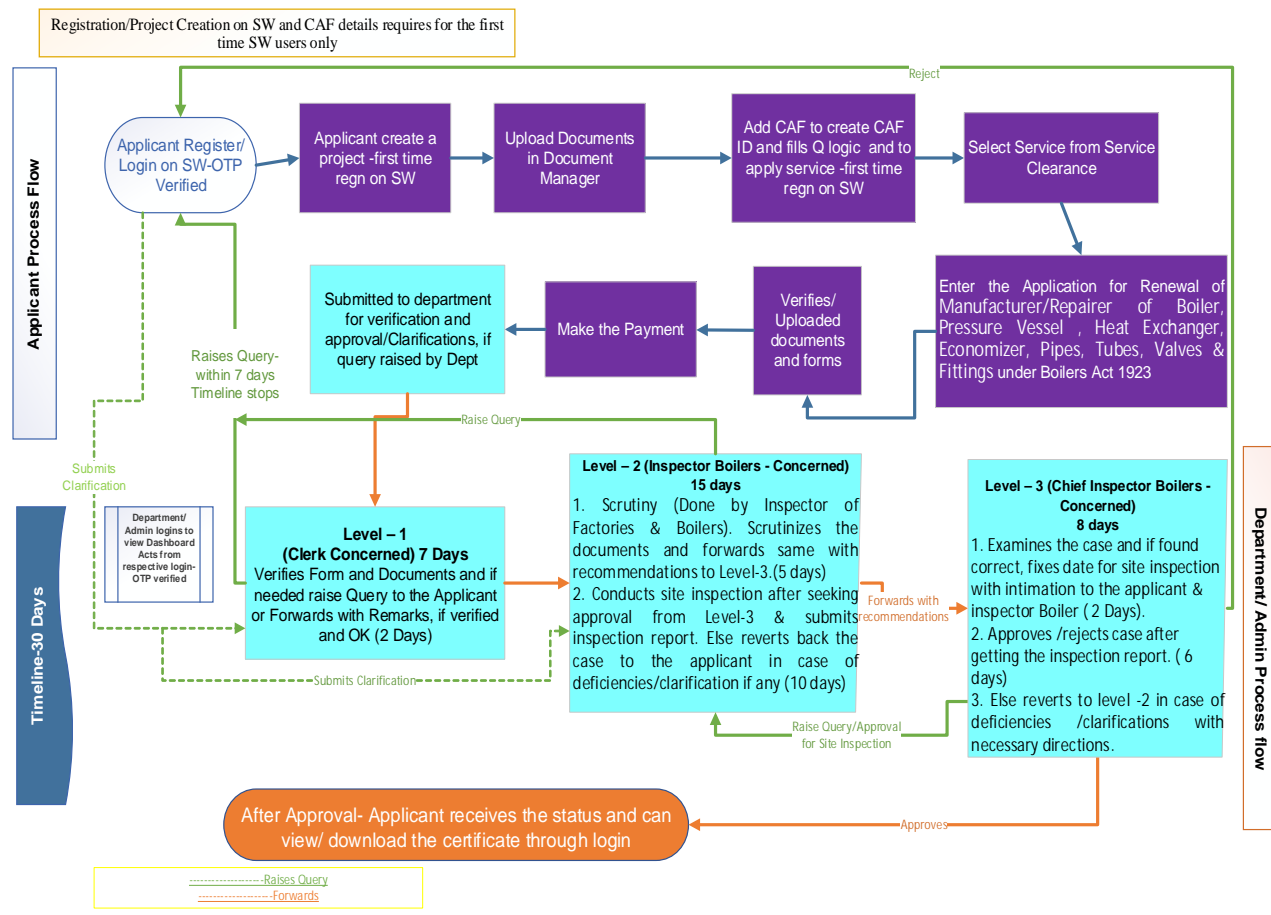 Registration/Project Creation on SW and CAF details requires for the first
time SW users only
Reject
Applicant Process Flow
Applicant Register/
Login on SW-OTP
Verified
Applicant create a
project -first time
regn on SW
Upload Documents
in Document
Manager
Add CAF to create CAF
ID and fills Q logic and to
apply service -first time
regn on SW
Select Service from Service
Clearance
Enter the Application for Renewal of
Manufacturer/Repairer of Boiler,
Pressure Vessel , Heat Exchanger,
Economizer, Pipes, Tubes, Valves &
Fittings under Boilers Act 1923
Verifies/
Uploaded
documents
and forms
Make the Payment
Submitted to department
for verification and
approval/Clarifications, if
query raised by Dept
Raises Query-
within 7 days
Timeline stops
Raise Query
Submits
Clarification
Timeline-30 Days
Department/
Admin logins to
view Dashboard
Acts from
respective login-
OTP verified
Level – 1
(Clerk Concerned) 7 Days
Verifies Form and Documents and if
needed raise Query to the Applicant
or Forwards with Remarks, if verified
and OK (2 Days)
Submits Clarification
Level – 2 (Inspector Boilers - Concerned)
15 days
1. Scrutiny (Done by Inspector of
Factories & Boilers). Scrutinizes the
documents and forwards same with
recommendations to Level-3.(5 days)
2. Conducts site inspection after seeking
approval from Level-3 & submits
inspection report. Else reverts back the
case to the applicant in case of
deficiencies/clarification if any (10 days)
Forwards with
recommendations
Raise Query/Approval
for Site Inspection
Level – 3 (Chief Inspector Boilers -
Concerned)
8 days
1. Examines the case and if found
correct, fixes date for site inspection
with intimation to the applicant &
inspector Boiler ( 2 Days).
2. Approves /rejects case after
getting the inspection report. ( 6
days)
3. Else reverts to level -2 in case of
deficiencies /clarifications with
necessary directions.
Department/ Admin Process flow
After Approval- Applicant receives the status and can
view/ download the certificate through login
Approves
--------------------Raises Query
--------------------Forwards